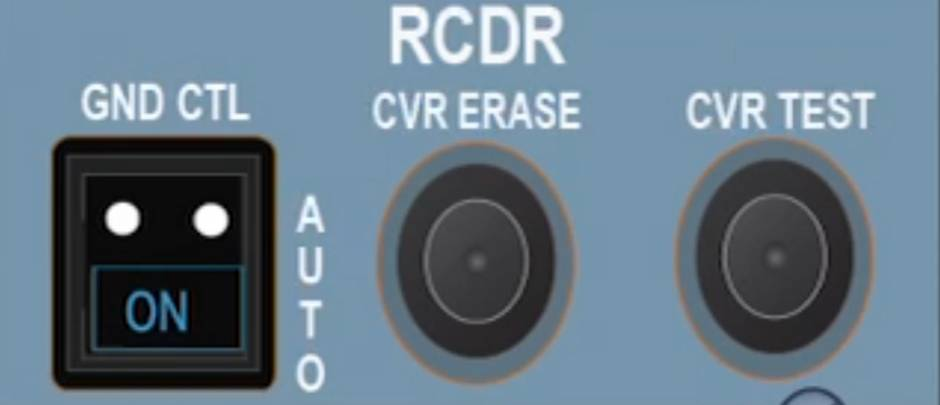 RCDR
GND CTL
CVR ERASE
CVR TEST
ON
AUTO